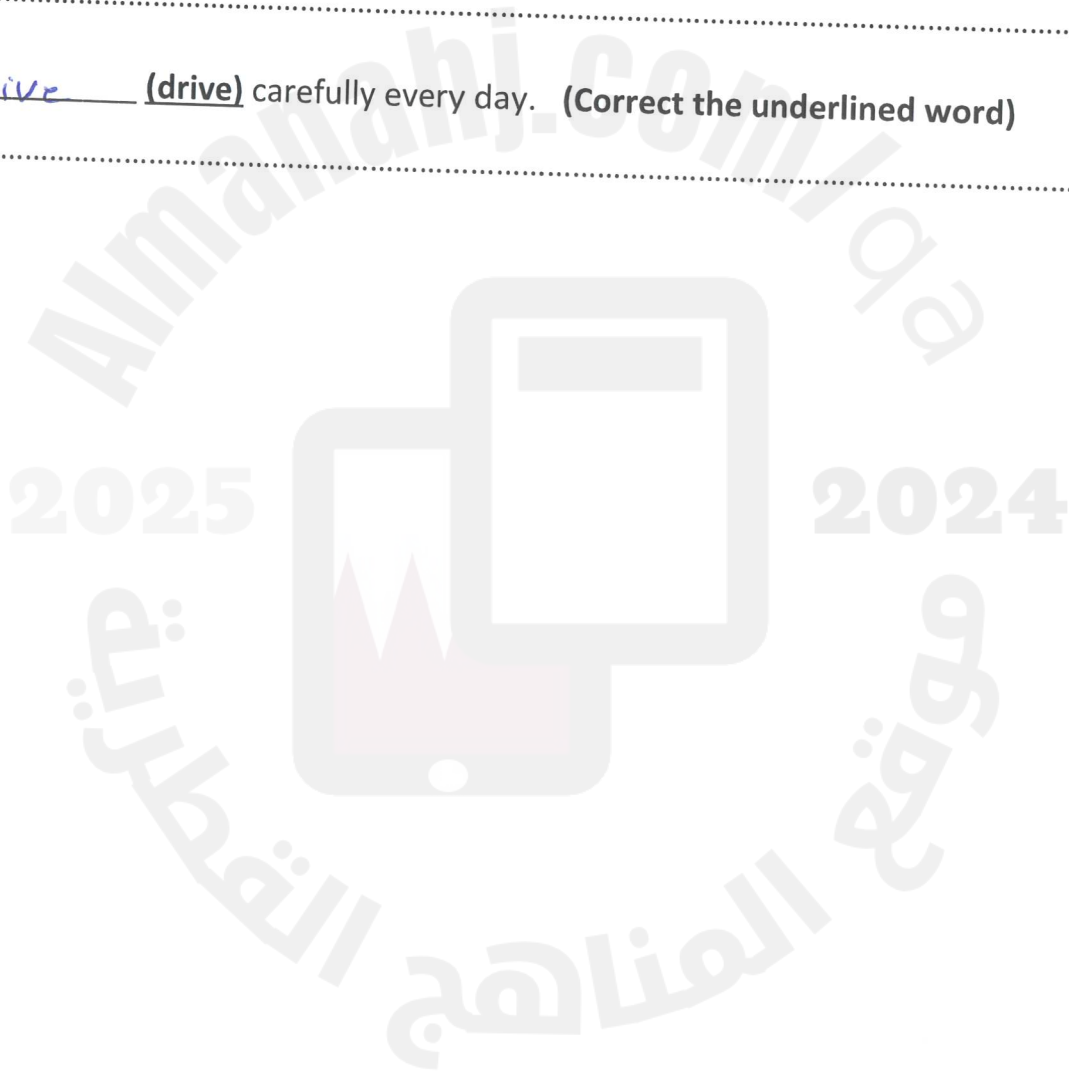 ive (drive) carefully every day. (Correct the underlined word)
Almanahj.com/qa
2025 2024
موقع المناهج القطرية